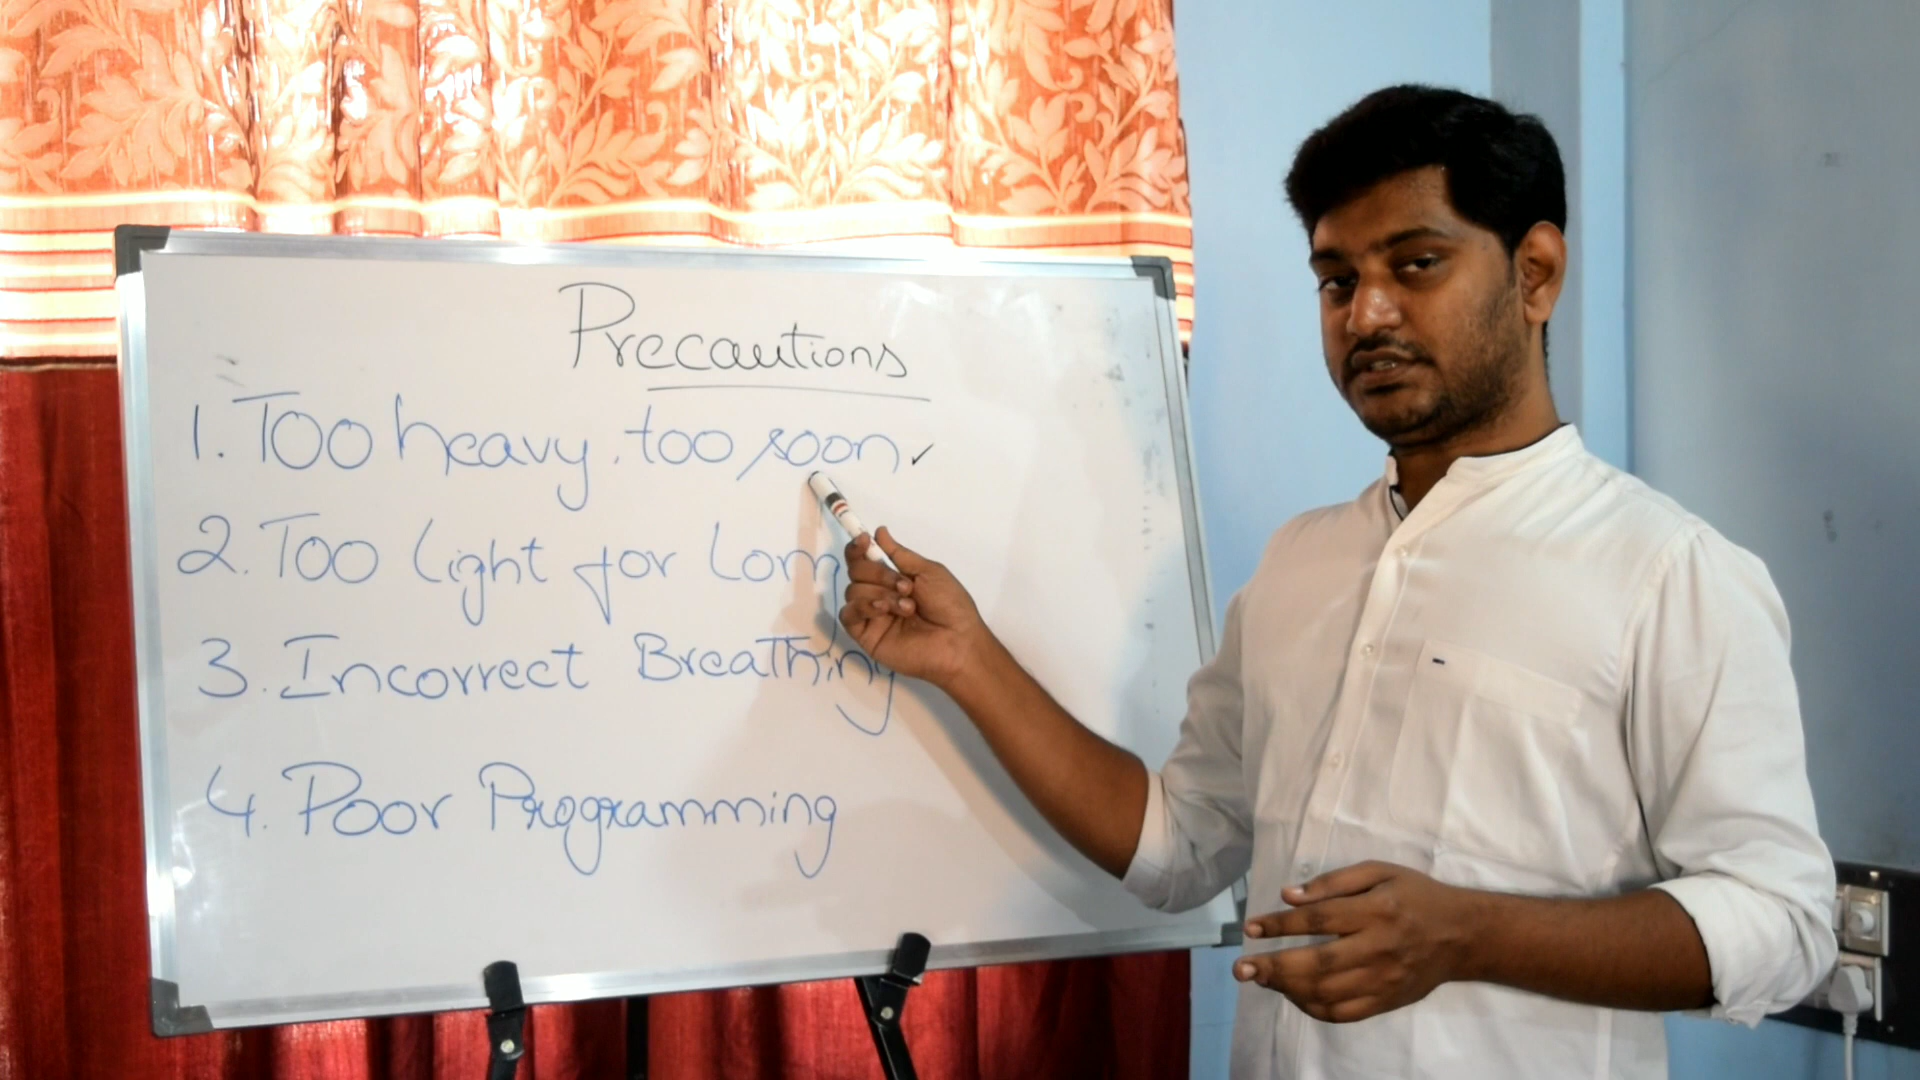 Precautions
1. Too heavy, too soon ✓
2. Too Light for Long
3. Incorrect Breathing
4. Poor Programming